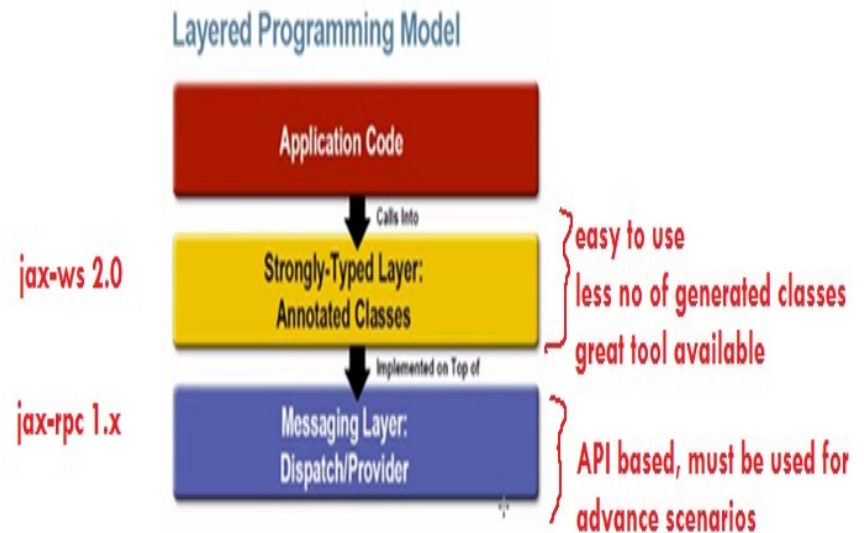 Layered Programming Model
Application Code
Calls Into
jax-ws 2.0
Strongly-Typed Layer:
Annotated Classes
easy to use
less no of generated classes
great tool available
Implemented on Top of
jax-rpc 1.x
Messaging Layer:
Dispatch/Provider
API based, must be used for
advance scenarios